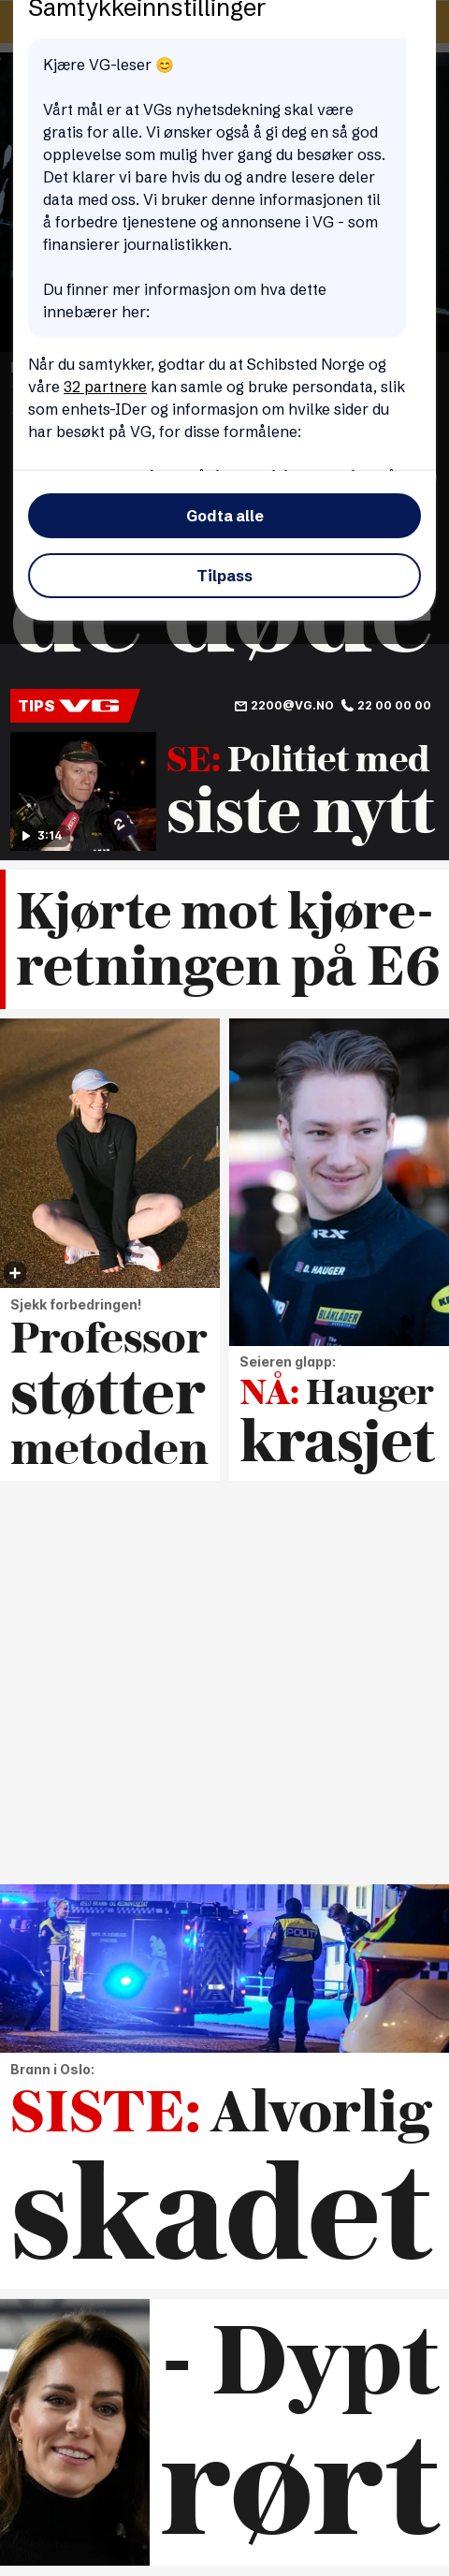 Samtykkeinnstillinger
Kjære VG-leser 😊
Vårt mål er at VGs nyhetsdekning skal være
gratis for alle. Vi ønsker også å gi deg en så god
opplevelse som mulig hver gang du besøker oss.
Det klarer vi bare hvis du og andre lesere deler
data med oss. Vi bruker denne informasjonen til
å forbedre tjenestene og annonsene i VG - som
finansierer journalistikken.
Du finner mer informasjon om hva dette
innebærer her:
Når du samtykker, godtar du at Schibsted Norge og
våre 32 partnere kan samle og bruke persondata, slik
som enhets-IDer og informasjon om hvilke sider du
har besøkt på VG, for disse formålene:
Godta alle
Tilpass
de døde
TIPS VG
2200@VG.NO 22 00 00 00
3:14
SE: Politiet med
siste nytt
Kjørte mot kjøre-
retningen på E6
Sjekk forbedringen!
Professor
støtter
metoden
RX
D. HAUGER
BLÅKLÄDER
Seieren glapp:
NÅ: Hauger
krasjet
POLITI
Brann i Oslo:
SISTE: Alvorlig
skadet
- Dypt
rørt